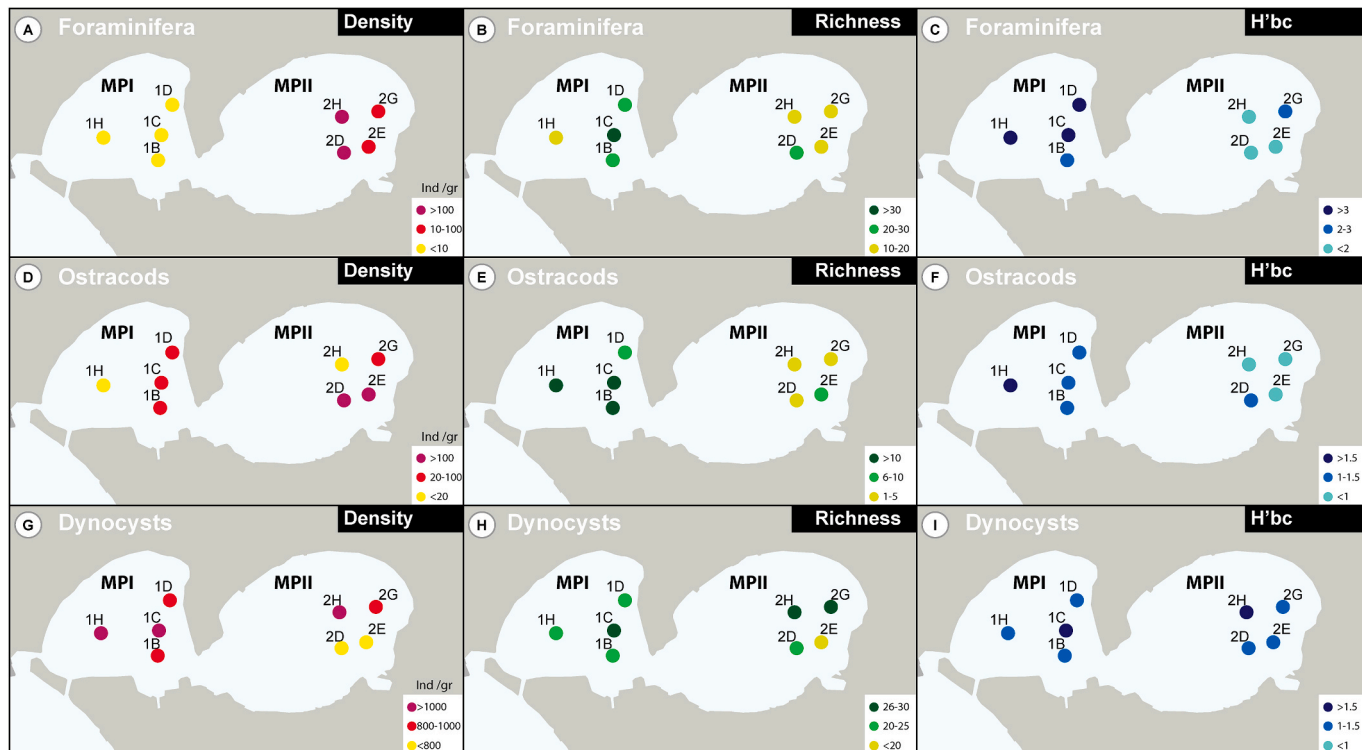 A Foraminifera Density
MPI MPII
1D
2H 2G
1H 1C
2D 2E
1B
Ind /gr
>100
10-100
<10
B Foraminifera Richness
MPI MPII
1D
2H 2G
1H 1C
2D 2E
1B
>30
20-30
10-20
C Foraminifera H'bc
MPI MPII
1D
2H 2G
1H 1C
2D 2E
1B
>3
2-3
<2
D Ostracods Density
MPI MPII
1D
2H 2G
1H 1C
2D 2E
1B
Ind /gr
>100
20-100
<20
E Ostracods Richness
MPI MPII
1D
2H 2G
1H 1C
2D 2E
1B
>10
6-10
1-5
F Ostracods H'bc
MPI MPII
1D
2H 2G
1H 1C
2D 2E
1B
>1.5
1-1.5
<1
G Dynocysts Density
MPI MPII
1D
2H 2G
1H 1C
2D 2E
1B
Ind /gr
>1000
800-1000
<800
H Dynocysts Richness
MPI MPII
1D
2H 2G
1H 1C
2D 2E
1B
26-30
20-25
<20
I Dynocysts H'bc
MPI MPII
1D
2H 2G
1H 1C
2D 2E
1B
>1.5
1-1.5
<1